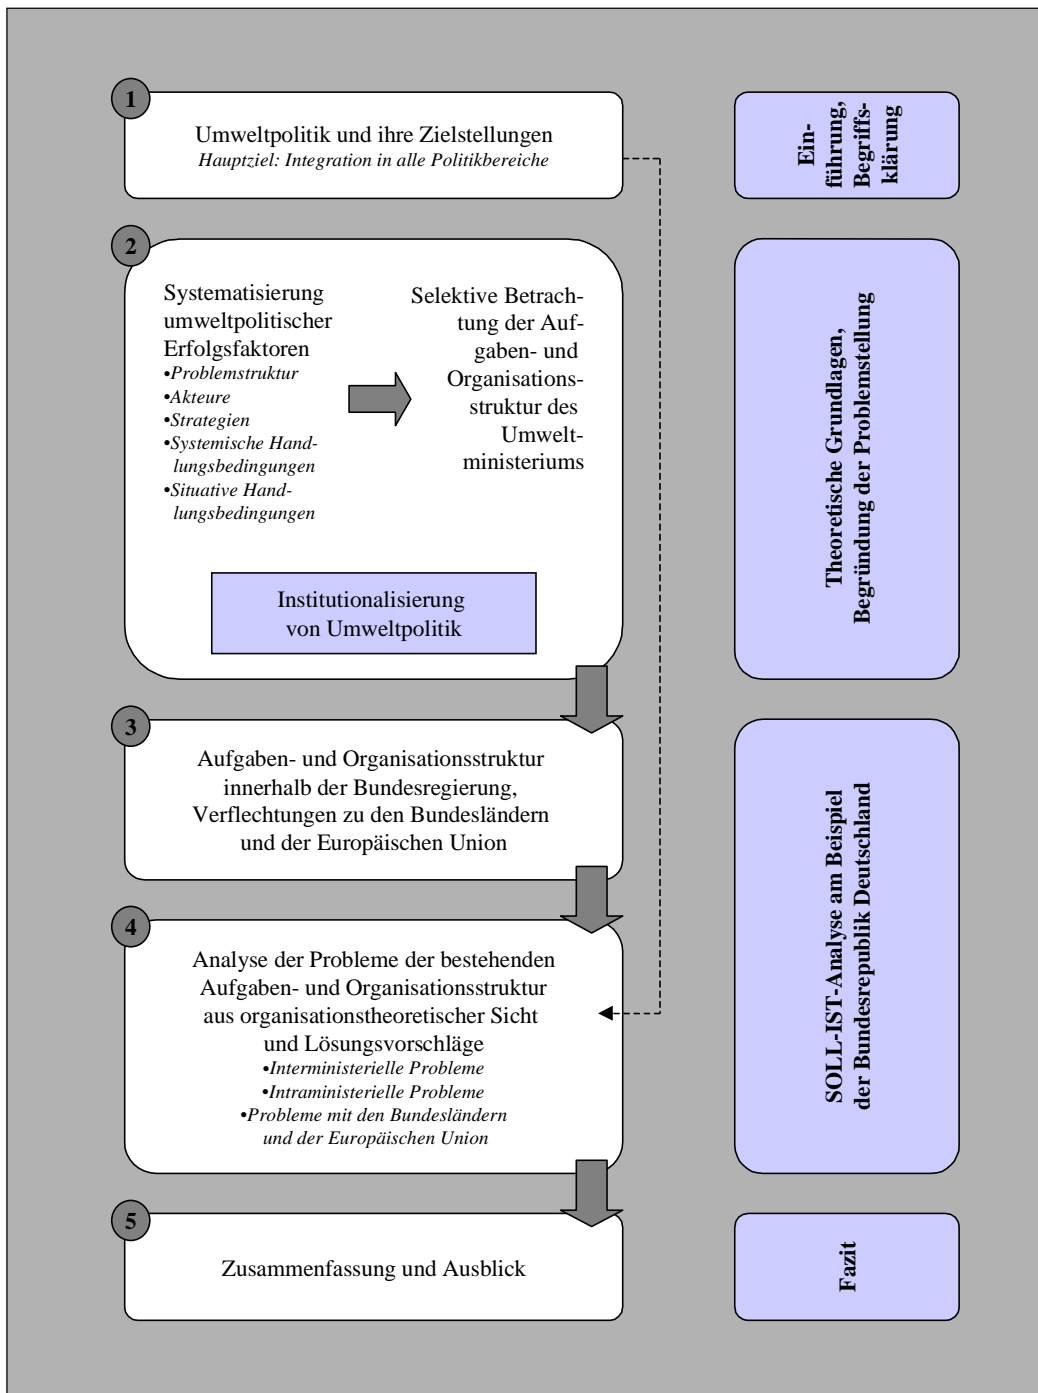 1
Umweltpolitik und ihre Zielstellungen
Hauptziel: Integration in alle Politikbereiche
Ein-
führung,
Begriffs-
klärung
2
Systematisierung
umweltpolitischer
Erfolgsfaktoren
•Problemstruktur
•Akteure
•Strategien
•Systemische Hand-
lungsbedingungen
•Situative Hand-
lungsbedingungen
Selektive Betrach-
tung der Auf-
gaben- und
Organisations-
struktur des
Umwelt-
ministeriums
Institutionalisierung
von Umweltpolitik
Theoretische Grundlagen,
Begründung der Problemstellung
3
Aufgaben- und Organisationsstruktur
innerhalb der Bundesregierung,
Verflechtungen zu den Bundesländern
und der Europäischen Union
4
Analyse der Probleme der bestehenden
Aufgaben- und Organisationsstruktur
aus organisationstheoretischer Sicht
und Lösungsvorschläge
•Interministerielle Probleme
•Intraministerielle Probleme
•Probleme mit den Bundesländern
und der Europäischen Union
SOLL-IST-Analyse am Beispiel
der Bundesrepublik Deutschland
5
Zusammenfassung und Ausblick
Fazit